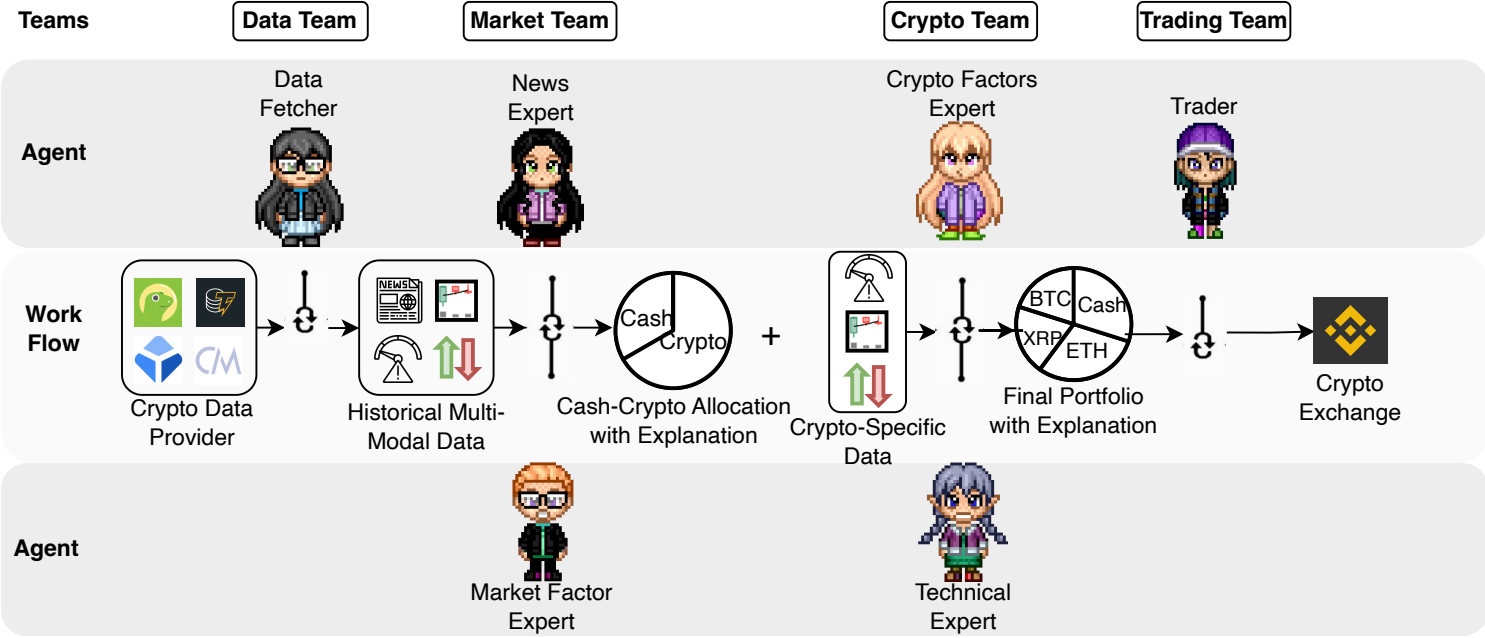 Teams
Data Team
Market Team
Crypto Team
Trading Team
Agent
Data
Fetcher
News
Expert
Crypto Factors
Expert
Trader
Work
Flow
CM
Crypto Data
Provider
NEWS
Historical Multi-
Modal Data
Cash
Crypto
Cash-Crypto Allocation
with Explanation
+
Crypto-Specific
Data
BTC
Cash
XRP
ETH
Final Portfolio
with Explanation
Crypto
Exchange
Agent
Market Factor
Expert
Technical
Expert